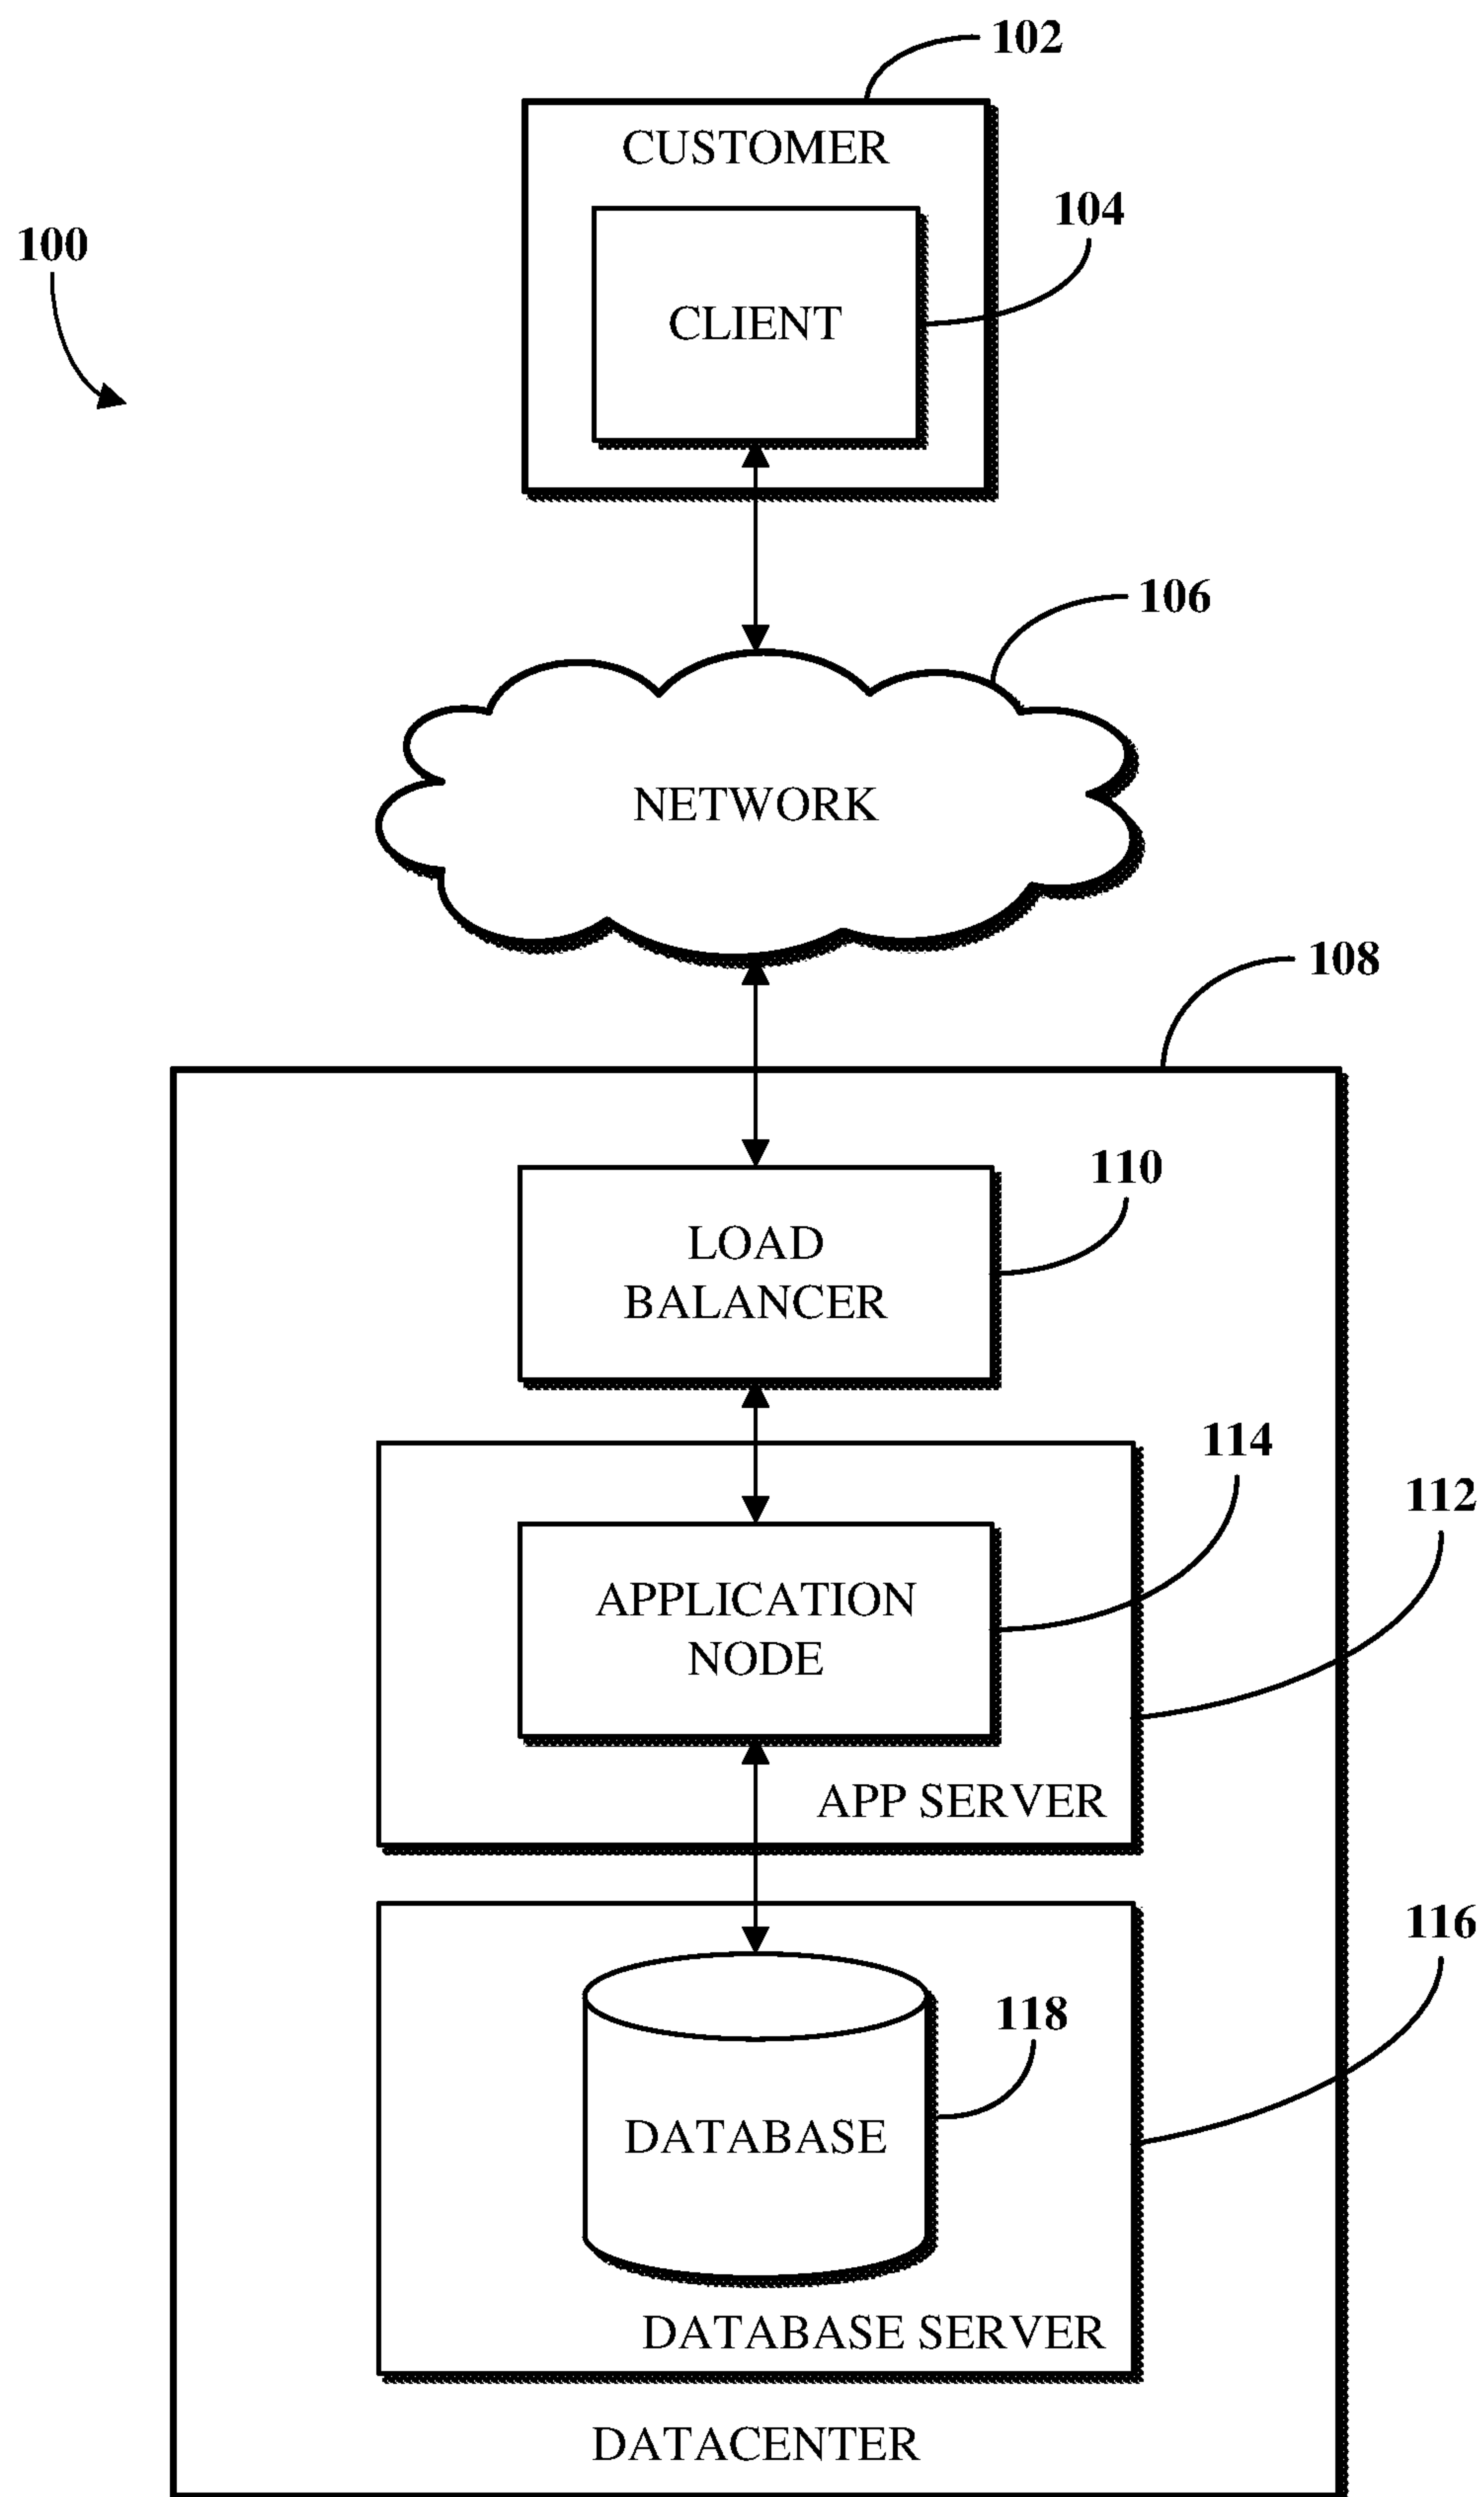 102
CUSTOMER
104
100
CLIENT
106
NETWORK
108
110
LOAD
BALANCER
114
112
APPLICATION
NODE
APP SERVER
116
118
DATABASE
DATABASE SERVER
DATACENTER